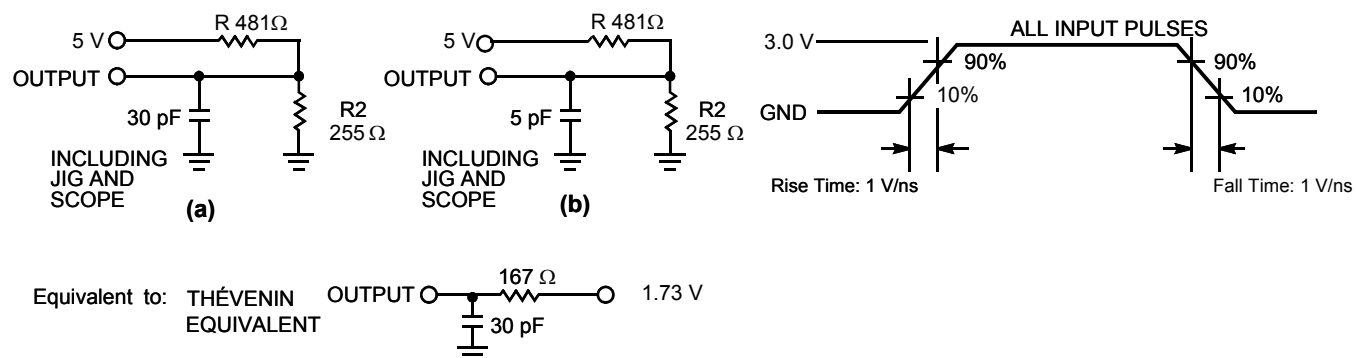 R 481Ω
5 V
OUTPUT
30 pF
R2
255 Ω
INCLUDING
JIG AND
SCOPE
(a)
R 481Ω
5 V
OUTPUT
5 pF
R2
255 Ω
INCLUDING
JIG AND
SCOPE
(b)
ALL INPUT PULSES
3.0 V
90%
10%
GND
90%
10%
Rise Time: 1 V/ns
Fall Time: 1 V/ns
Equivalent to:
THÉVENIN
EQUIVALENT
OUTPUT
167 Ω
1.73 V
30 pF